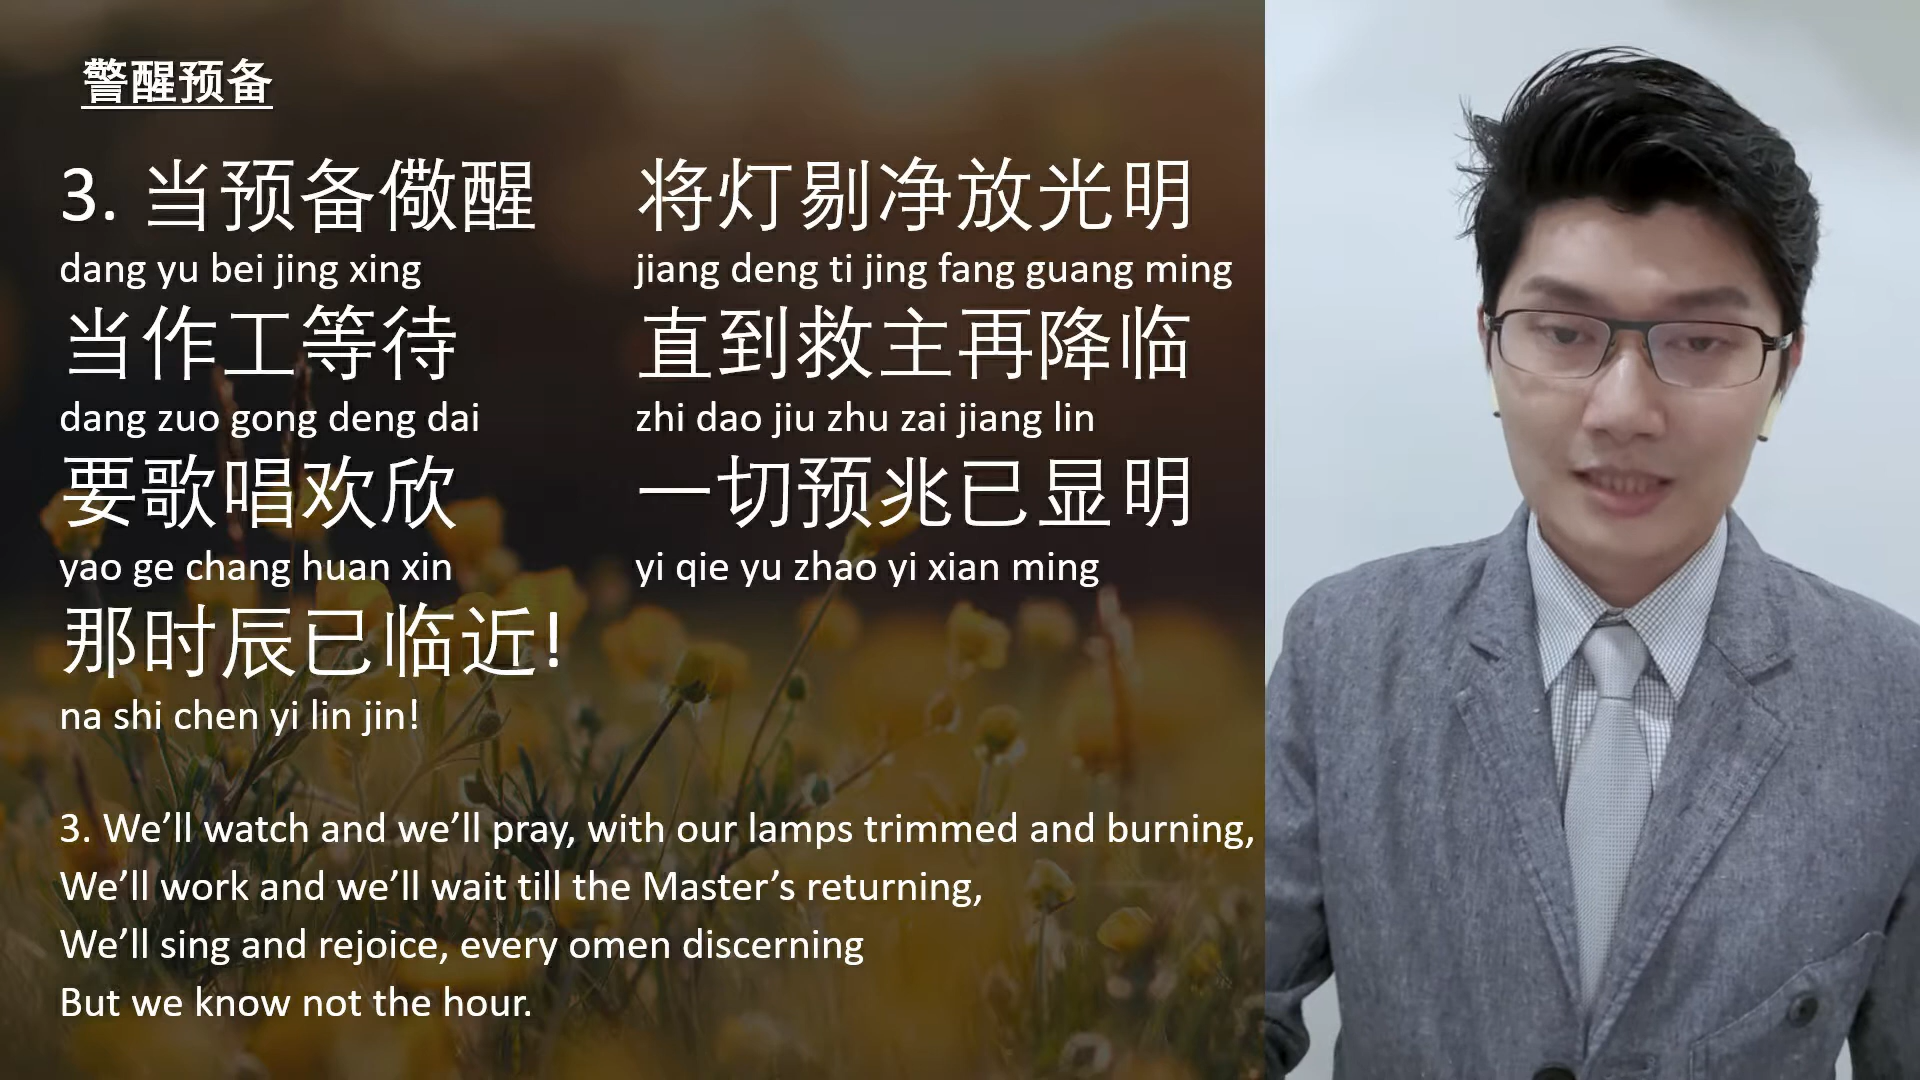 警醒预备
3. 当预备儆醒 将灯剔净放光明
dang yu bei jing xing jiang deng ti jing fang guang ming
当作工等待 直到救主再降临
dang zuo gong deng dai zhi dao jiu zhu zai jiang lin
要歌唱欢欣 一切预兆已显明
yao ge chang huan xin yi qie yu zhao yi xian ming
那时辰已临近!
na shi chen yi lin jin!
3. We’ll watch and we’ll pray, with our lamps trimmed and burning,
We’ll work and we’ll wait till the Master’s returning,
We’ll sing and rejoice, every omen discerning
But we know not the hour.